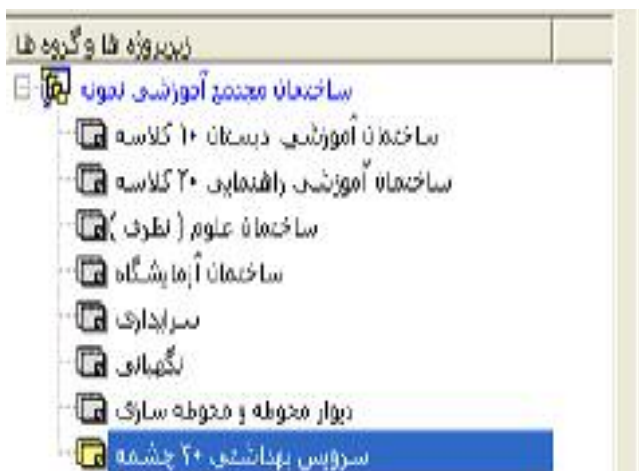 زیرپروژه ها و گروه ها
ساختمان مجتمع آموزشی نمونه
ساختمان آموزشی دبستان ۱۰ کلاسه
ساختمان آموزشی راهنمایی ۲۰ کلاسه
ساختمان علوم ( نظری )
ساختمان آزمایشگاه
سرایداری
نگهبانی
دیوار محوطه و محوطه سازی
سرویس بهداشتی ۲۰ چشمه